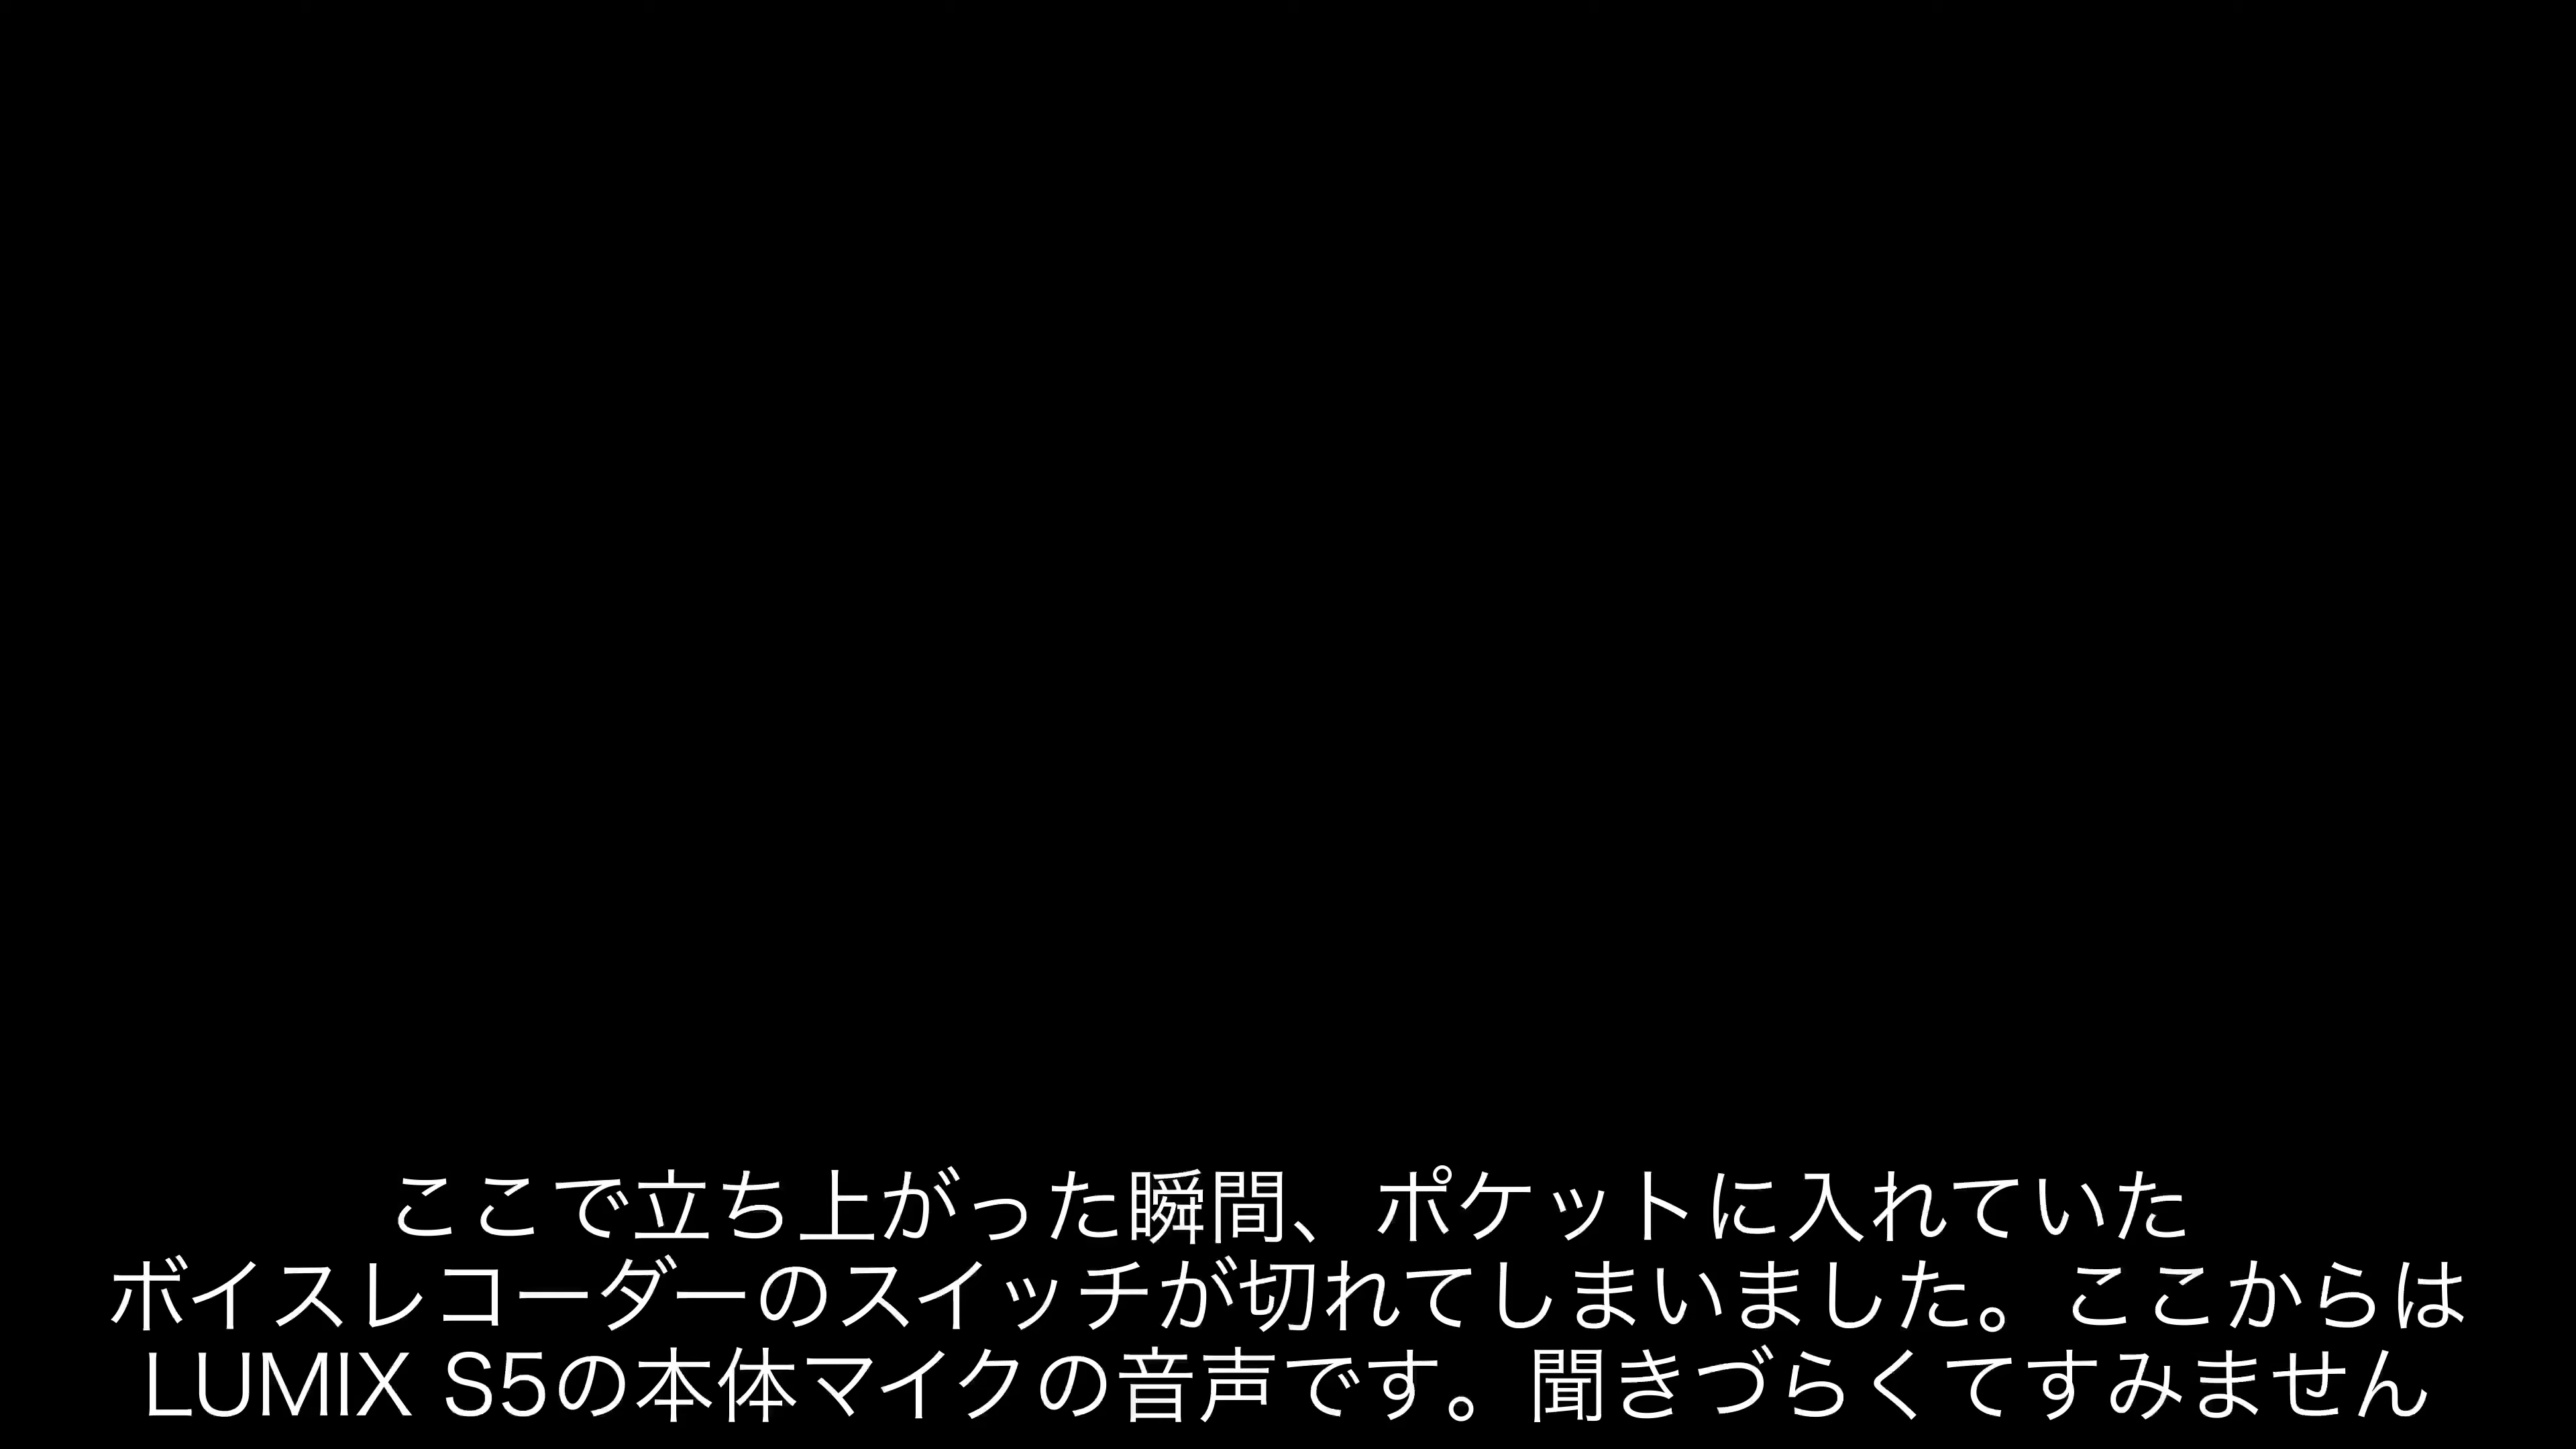 ここで立ち上がった瞬間、ポケットに入れていた
ボイスレコーダーのスイッチが切れてしまいました。ここからは
LUMIX S5の本体マイクの音声です。聞きづらくてすみません